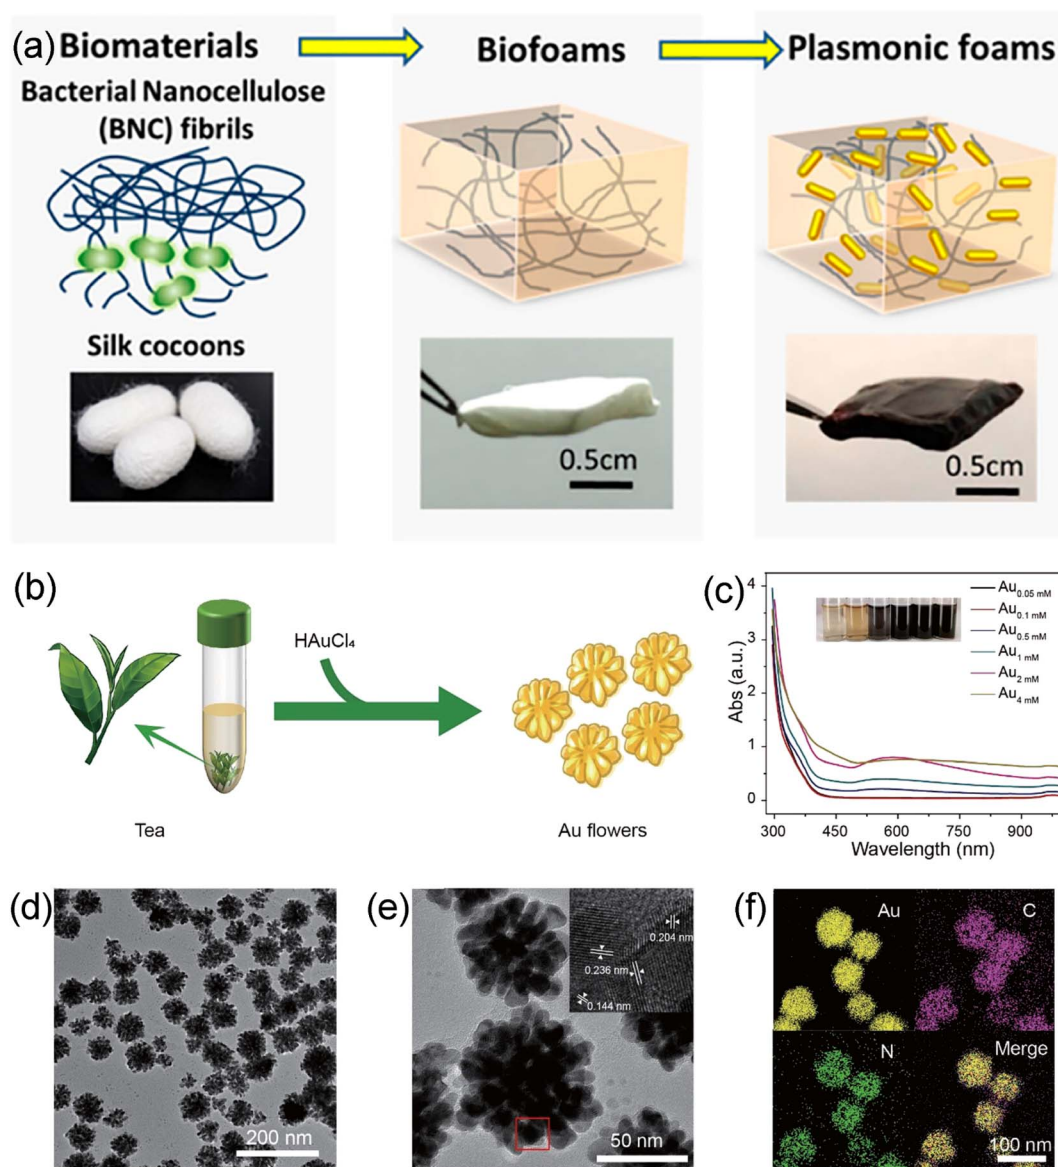 (a)
Biomaterials
Biofoams
Plasmonic foams
Bacterial Nanocellulose
(BNC) fibrils
Silk cocoons
0.5cm
0.5cm
(b)
HAuCl₄
Tea
Au flowers
(c)
Abs (a.u.)
4
3
2
1
0
300
450
600
750
900
Wavelength (nm)
Au0.05 mM
Au0.1 mM
Au0.5 mM
Au1 mM
Au2 mM
Au4 mM
(d)
200 nm
(e)
0.204 nm
0.236 nm
0.144 nm
50 nm
(f)
Au
C
N
Merge
100 nm